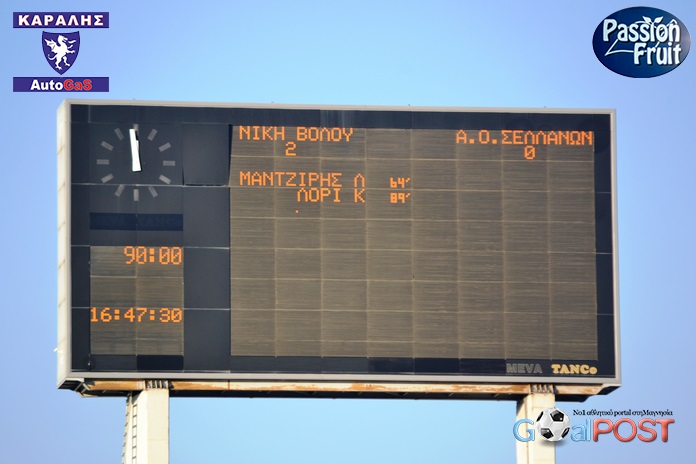 ΚΑΡΑΛΗΣ
AutoGaS
Passion
Fruit
ΝΙΚΗ ΒΟΛΟΥ
2
Α.Ο.ΣΕΛΛΑΝΩΝ
0
ΜΑΝΤΖΙΡΗΣ Λ 64'
ΛΟΡΙ Κ 89'
90:00
16:47:30
MEVA TANCo
Νο1 αθλητικό portal στη Μαγνησία
GOalPOST